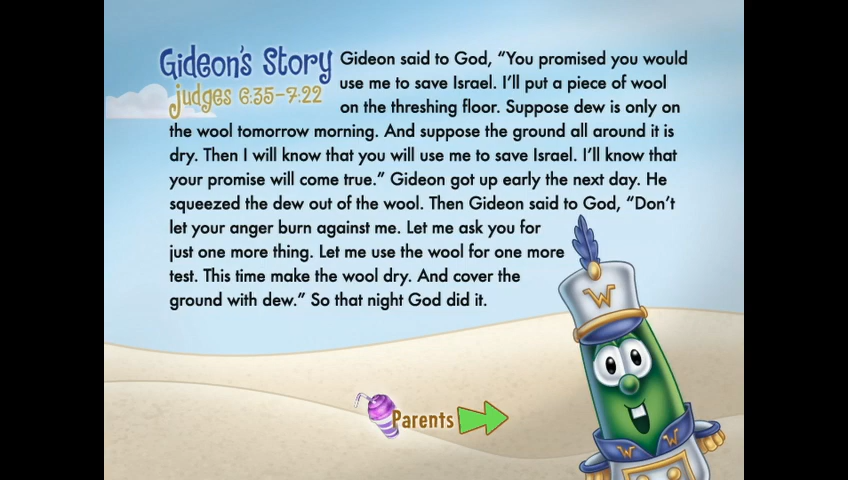 Gideon's Story
Judges 6:35-7:22
Gideon said to God, “You promised you would
use me to save Israel. I'll put a piece of wool
on the threshing floor. Suppose dew is only on
the wool tomorrow morning. And suppose the ground all around it is
dry. Then I will know that you will use me to save Israel. I'll know that
your promise will come true.” Gideon got up early the next day. He
squeezed the dew out of the wool. Then Gideon said to God, “Don't
let your anger burn against me. Let me ask you for
just one more thing. Let me use the wool for one more
test. This time make the wool dry. And cover the
ground with dew.” So that night God did it.
W
Parents
W W